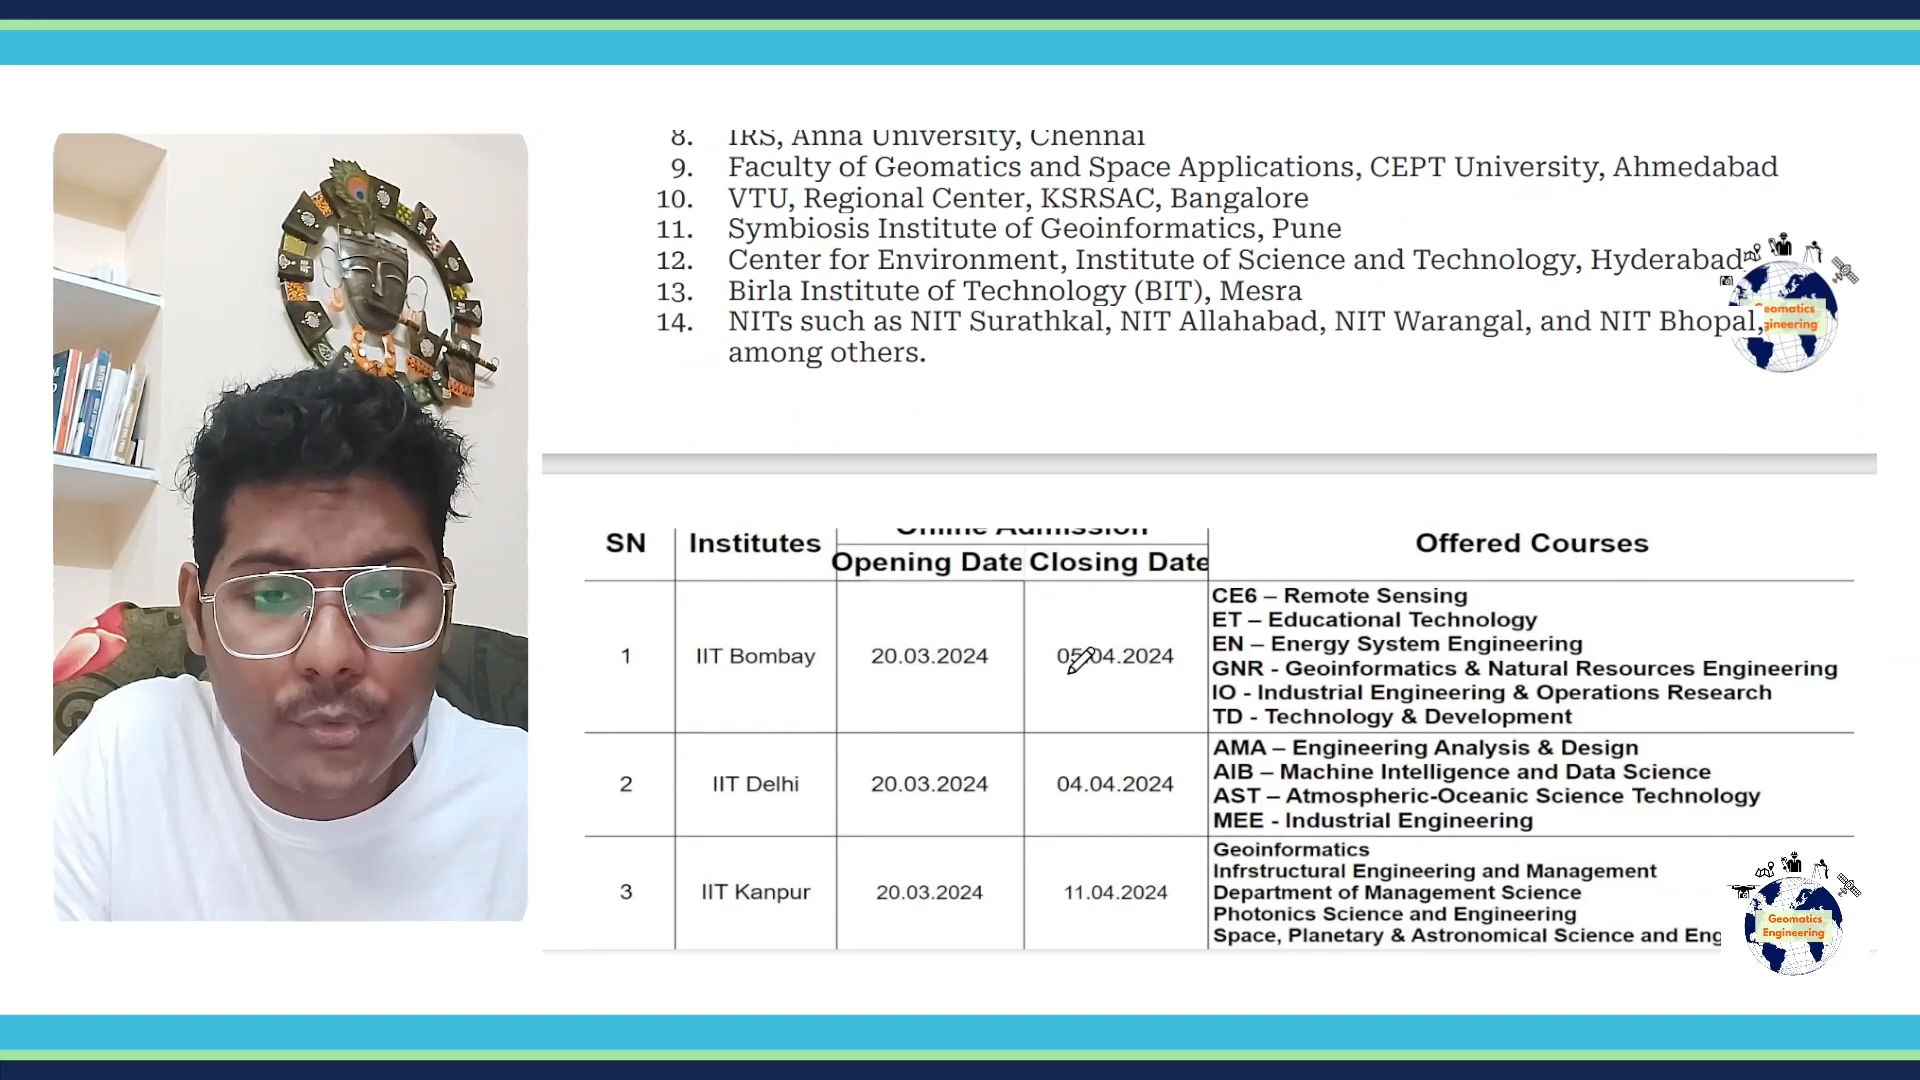 8. IRS, Anna University, Chennai
9. Faculty of Geomatics and Space Applications, CEPT University, Ahmedabad
10. VTU, Regional Center, KSRSAC, Bangalore
11. Symbiosis Institute of Geoinformatics, Pune
12. Center for Environment, Institute of Science and Technology, Hyderabad
13. Birla Institute of Technology (BIT), Mesra
14. NITs such as NIT Surathkal, NIT Allahabad, NIT Warangal, and NIT Bhopal,
among others.
eomatics
gineering
SN Institutes Online Admission Offered Courses
Opening Date Closing Date
1 IIT Bombay 20.03.2024 05.04.2024
CE6 – Remote Sensing
ET – Educational Technology
EN – Energy System Engineering
GNR - Geoinformatics & Natural Resources Engineering
IO - Industrial Engineering & Operations Research
TD - Technology & Development
2 IIT Delhi 20.03.2024 04.04.2024
AMA – Engineering Analysis & Design
AIB – Machine Intelligence and Data Science
AST – Atmospheric-Oceanic Science Technology
MEE - Industrial Engineering
3 IIT Kanpur 20.03.2024 11.04.2024
Geoinformatics
Infrstructural Engineering and Management
Department of Management Science
Photonics Science and Engineering
Space, Planetary & Astronomical Science and Eng
Geomatics
Engineering